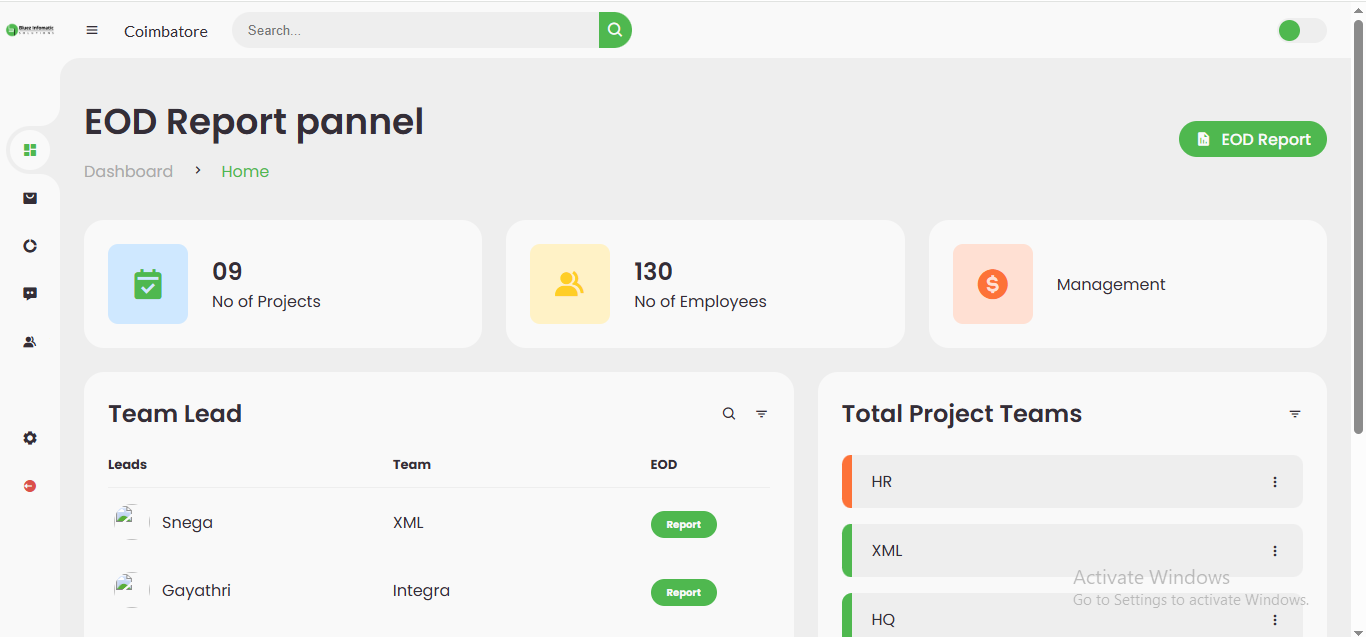 Bluez Infomatic
SOLUTIONS
Coimbatore
Search...
EOD Report pannel
EOD Report
Dashboard
Home
09
No of Projects
130
No of Employees
Management
Team Lead
Leads Team EOD
Snega XML Report
Gayathri Integra Report
Total Project Teams
HR
XML
HQ
Activate Windows
Go to Settings to activate Windows.